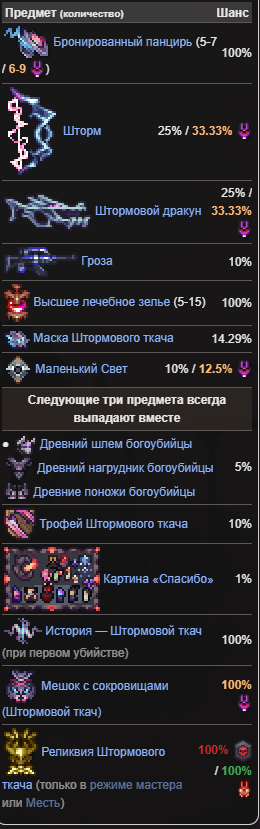 Предмет (количество) Шанс
Бронированный панцирь (5-7
/ 6-9 ) 100%
Шторм 25% / 33.33%
25% /
Штормовой дракун 33.33%
Гроза 10%
Высшее лечебное зелье (5-15) 100%
Маска Штормового ткача 14.29%
Маленький Свет 10% / 12.5%
Следующие три предмета всегда
выпадают вместе
Древний шлем богоубийцы
Древний нагрудник богоубийцы 5%
Древние поножи богоубийцы
Трофей Штормового ткача 10%
Картина «Спасибо» 1%
История — Штормовой ткач
(при первом убийстве) 100%
Мешок с сокровищами 100%
(Штормовой ткач)
Реликвия Штормового 100%
/ 100%
ткача (только в режиме мастера
или Месть)